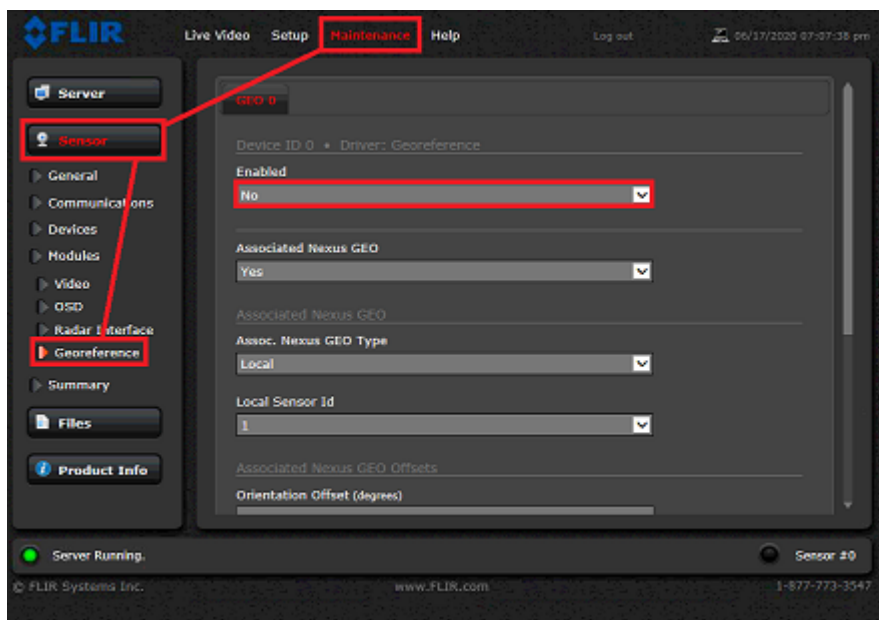 FLIR
Live Video Setup Maintenance Help Log out 06/17/2020 07:07:38 pm
Server
Sensor
General
Communications
Devices
Modules
Video
OSD
Radar Interface
Georeference
Summary
Files
Product Info
GEO 0
Device ID 0 • Driver: Georeference
Enabled
No
Associated Nexus GEO
Yes
Associated Nexus GEO
Assoc. Nexus GEO Type
Local
Local Sensor Id
1
Associated Nexus GEO Offsets
Orientation Offset (degrees)
Server Running.
Sensor #0
© FLIR Systems Inc. www.FLIR.com 1-877-773-3547